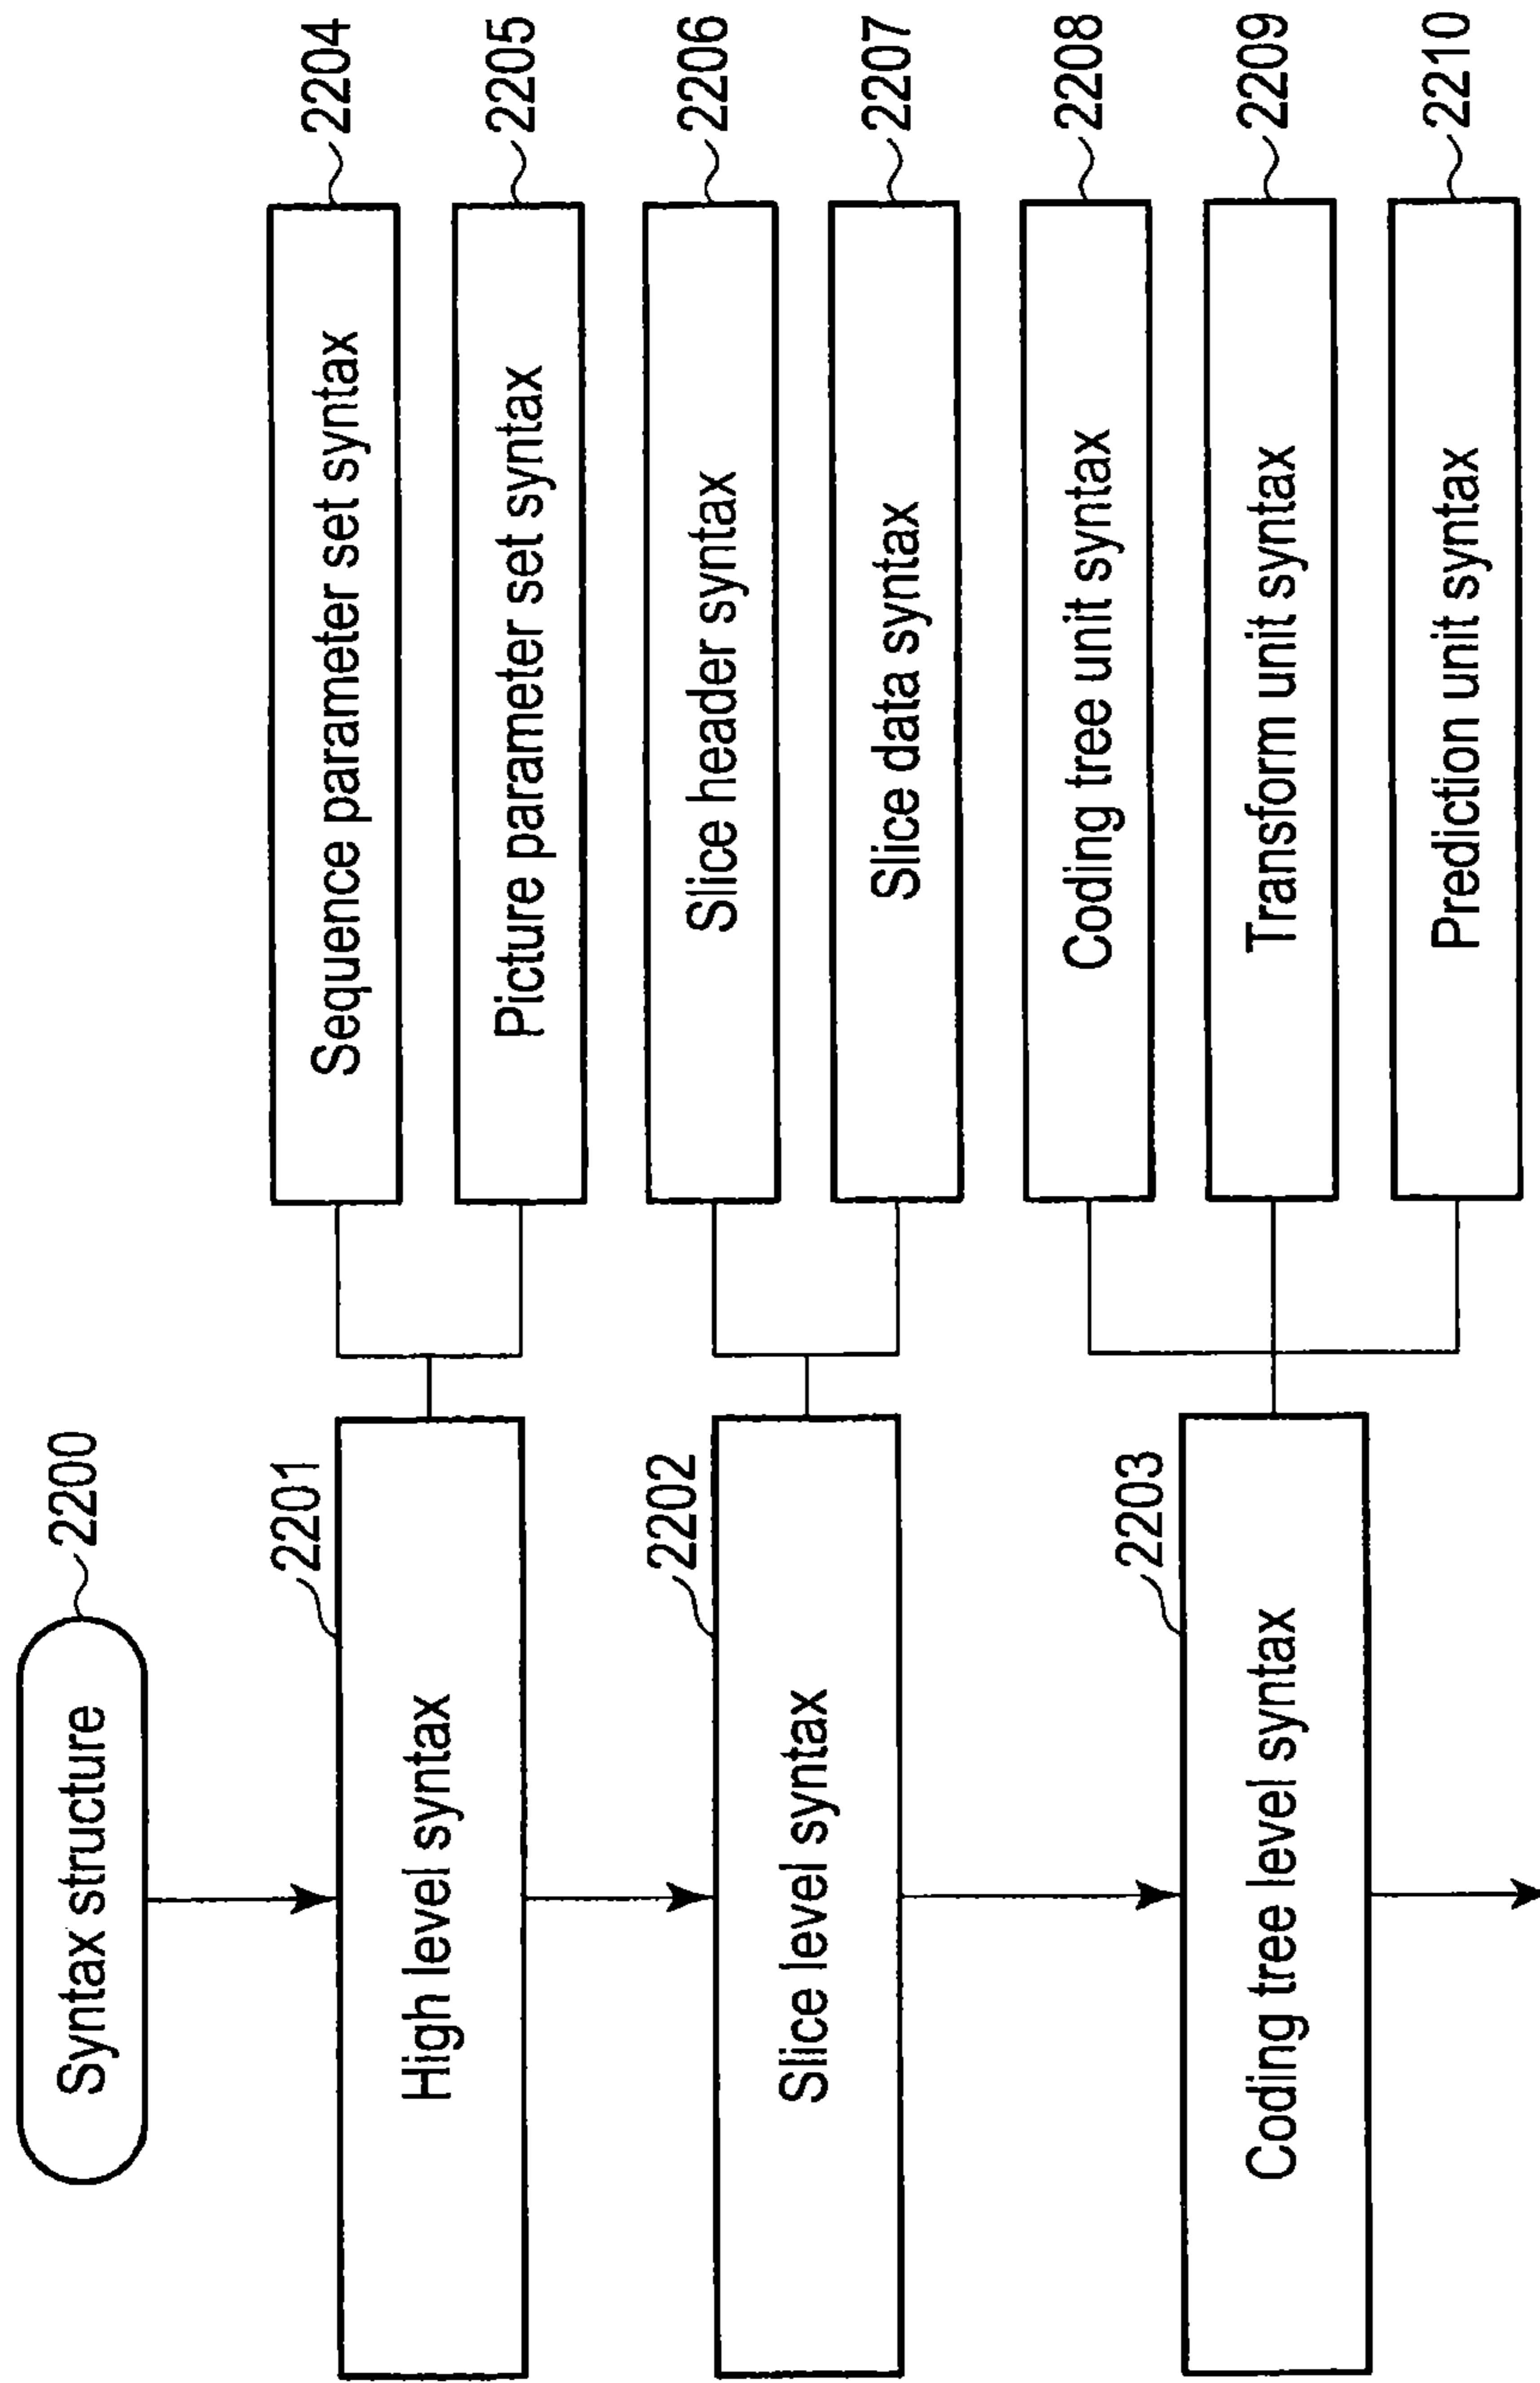 Syntax structure
2200
2201
High level syntax
Sequence parameter set syntax
2204
Picture parameter set syntax
2205
2202
Slice level syntax
Slice header syntax
2206
Slice data syntax
2207
2203
Coding tree level syntax
Coding tree unit syntax
2208
Transform unit syntax
2209
Prediction unit syntax
2210